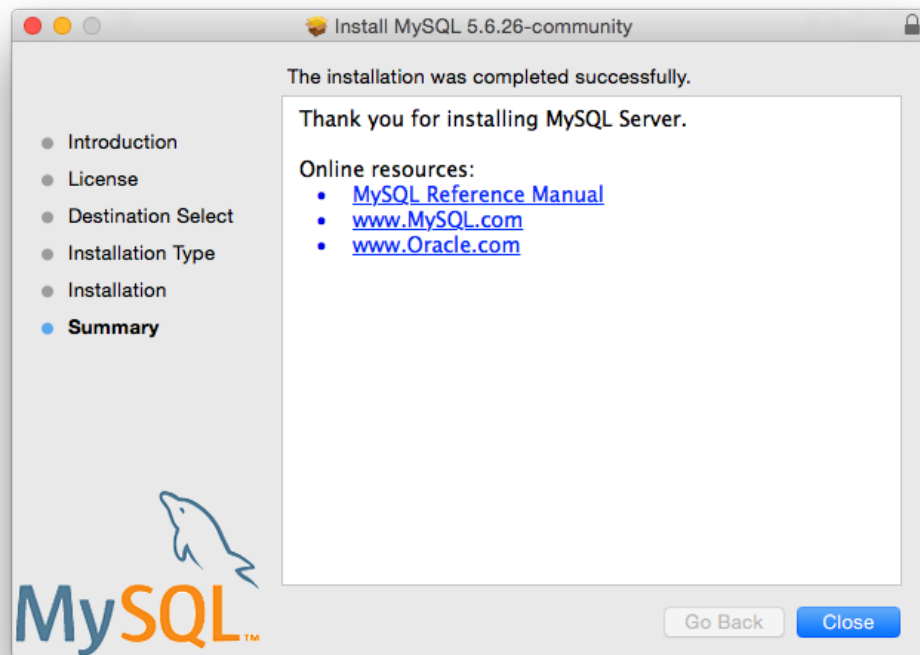 Install MySQL 5.6.26-community
The installation was completed successfully.
Introduction
License
Destination Select
Installation Type
Installation
Summary
Thank you for installing MySQL Server.
Online resources:
• MySQL Reference Manual
• www.MySQL.com
• www.Oracle.com
MySQL™
Go Back
Close